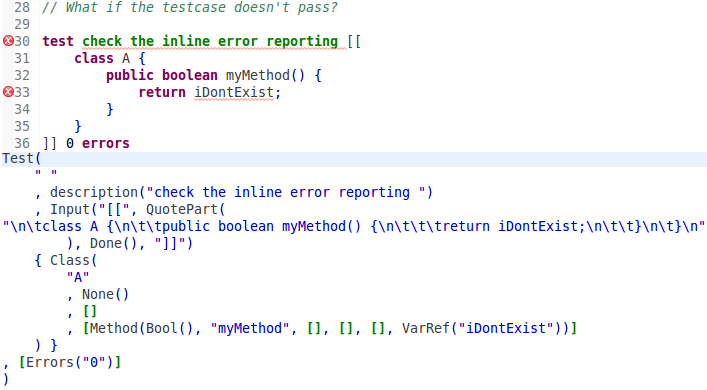 28 // What if the testcase doesn't pass?
29
30 test check the inline error reporting [[
31     class A {
32         public boolean myMethod() {
33             return iDontExist;
34         }
35     }
36 ]] 0 errors
Test(
    " "
    , description("check the inline error reporting ")
    , Input("[[", QuotePart(
"\n\tclass A {\n\t\tpublic boolean myMethod() {\n\t\t\treturn iDontExist;\n\t\t}\n\t}\n"
        ), Done(), "]]")
    { Class(
        "A"
        , None()
        , []
        , [Method(Bool(), "myMethod", [], [], [], VarRef("iDontExist"))]
    ) }
, [Errors("0")]
)